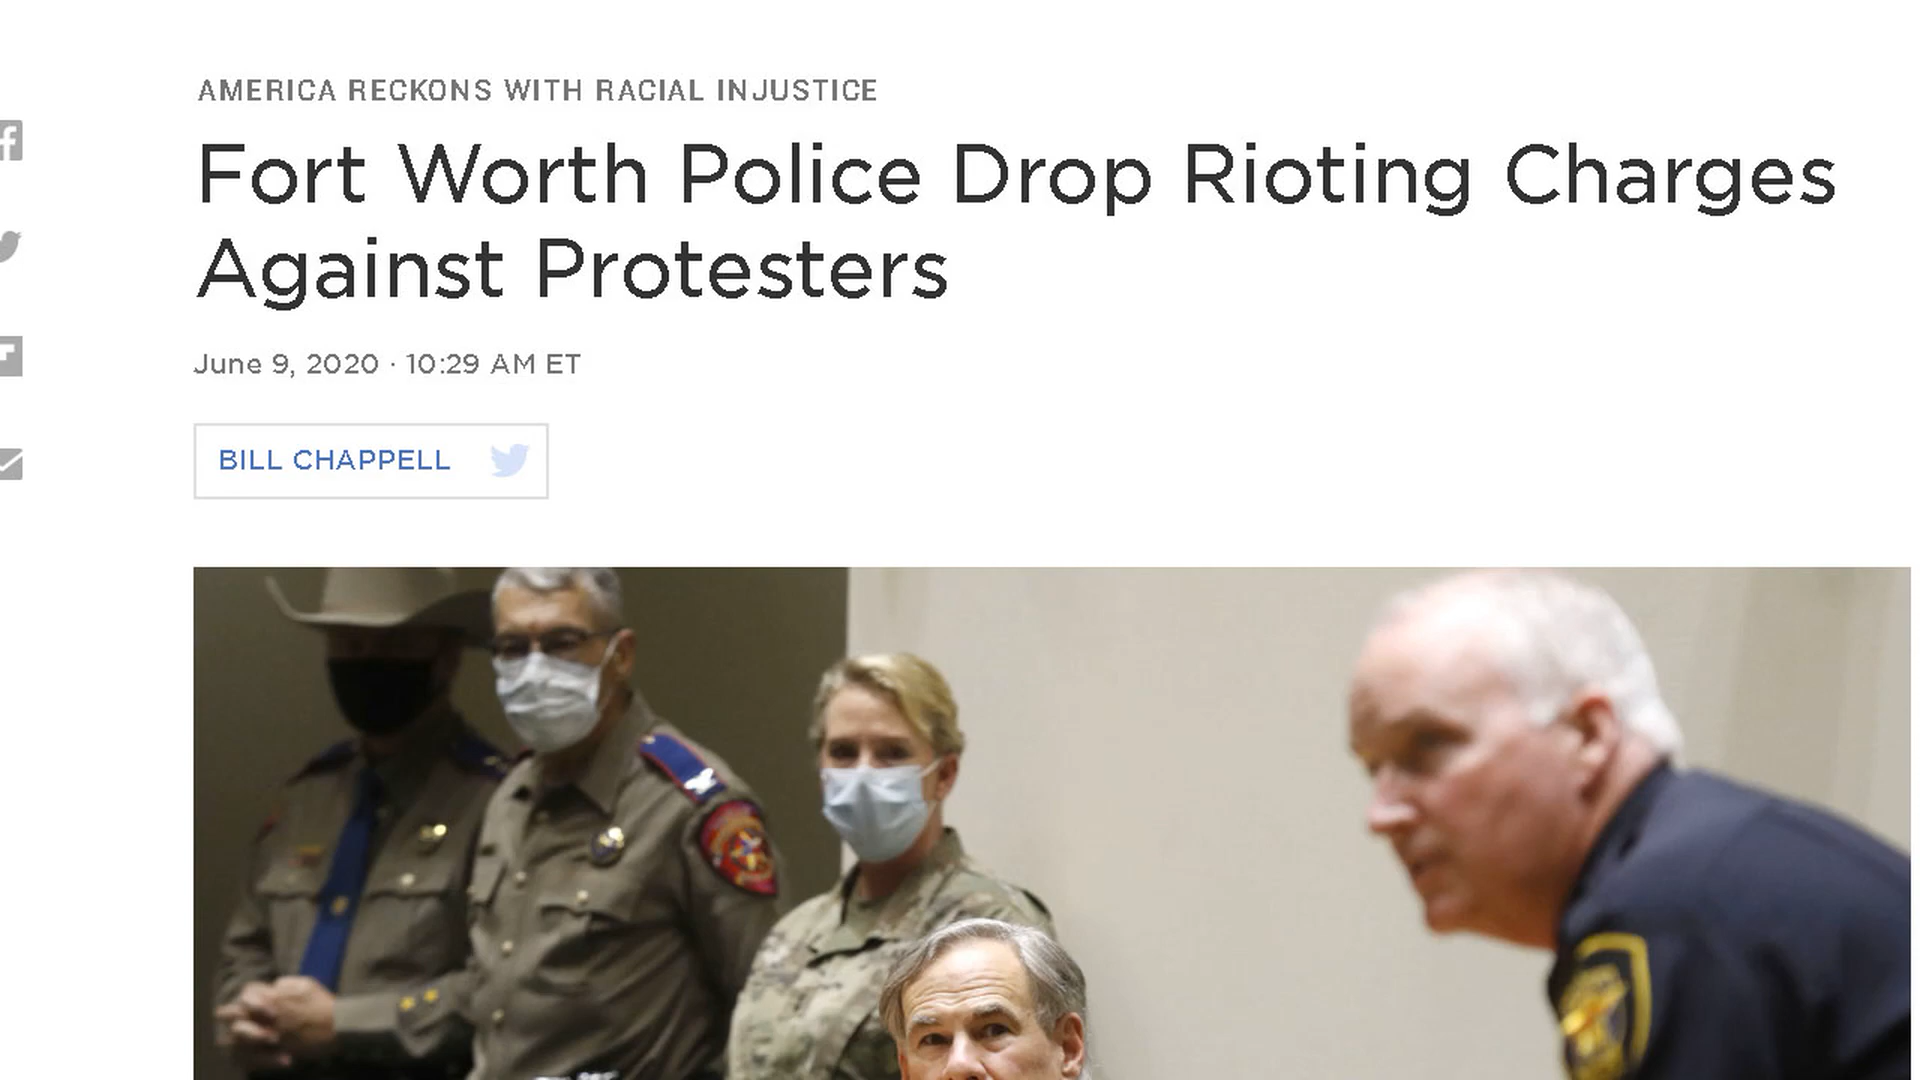 AMERICA RECKONS WITH RACIAL INJUSTICE
Fort Worth Police Drop Rioting Charges
Against Protesters
June 9, 2020 · 10:29 AM ET
BILL CHAPPELL